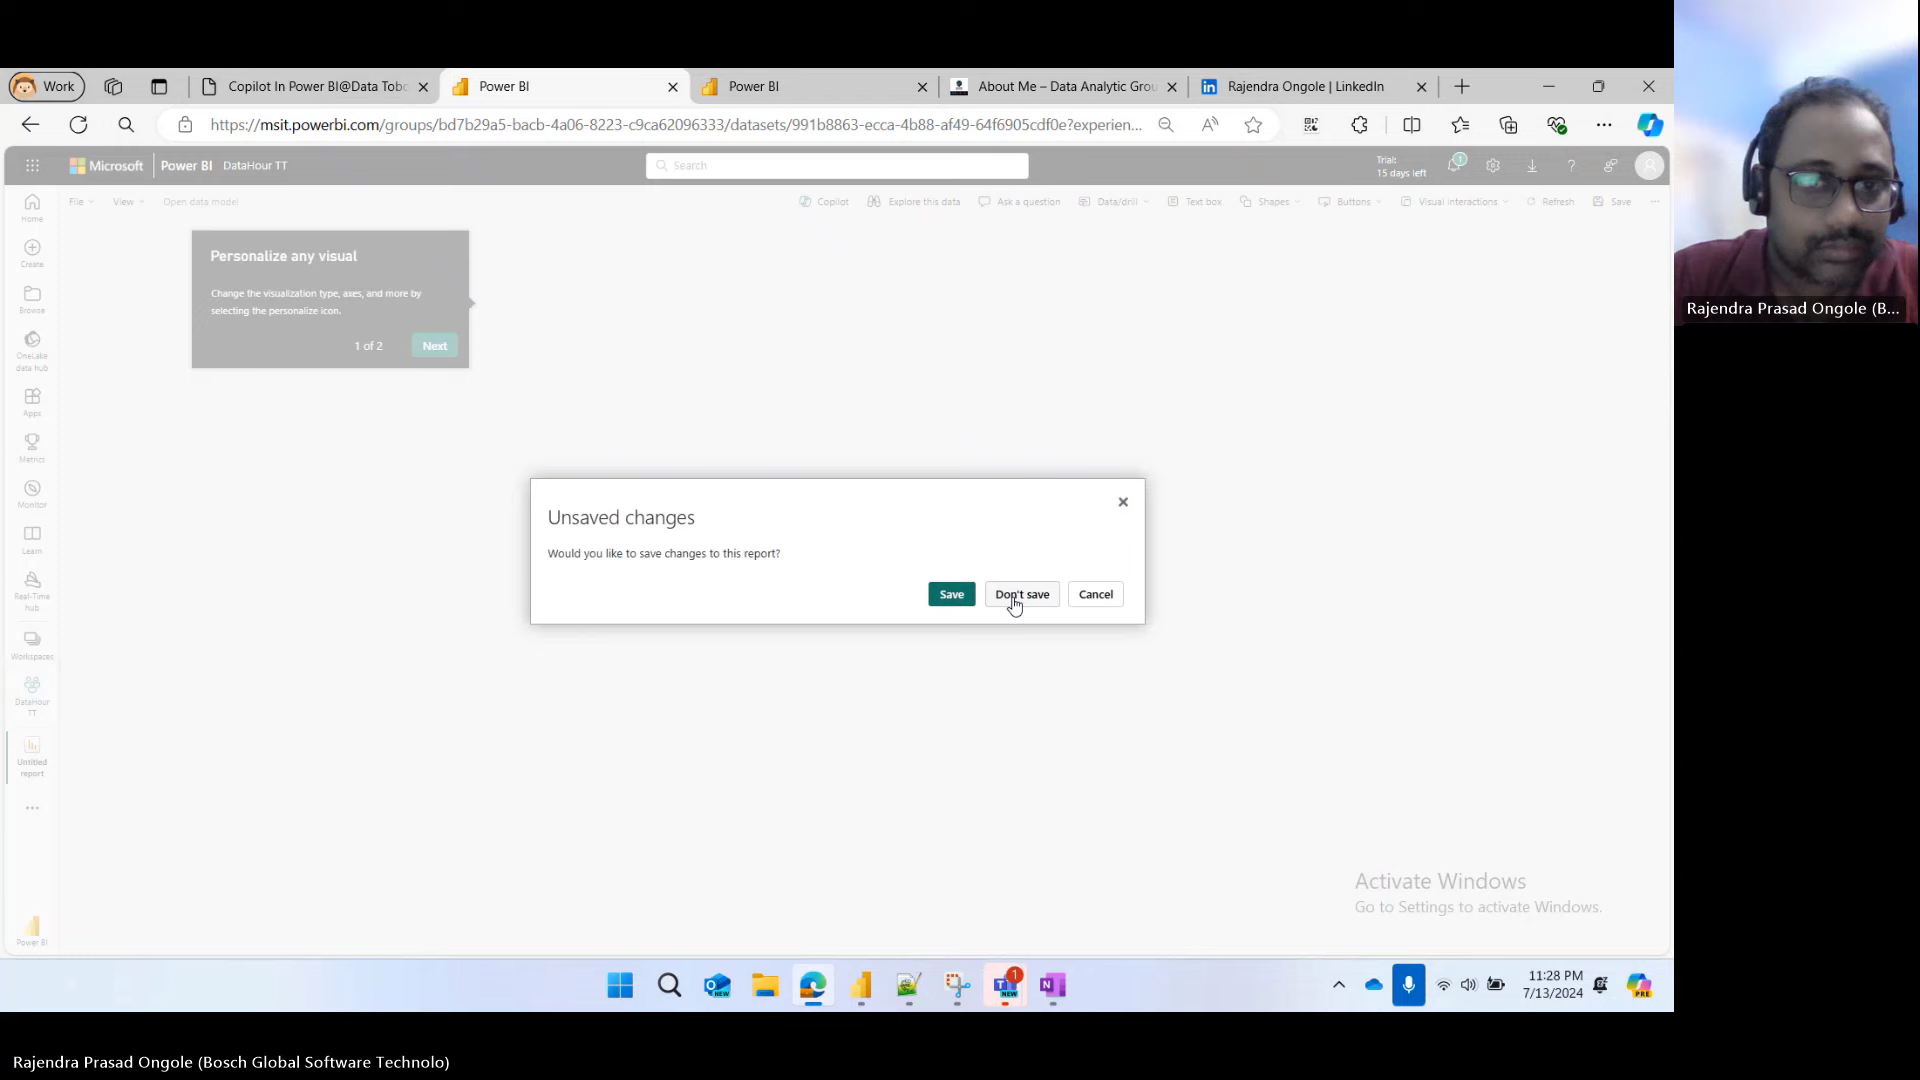 Work
Copilot In Power BI@Data Tobo
Power BI
Power BI
About Me – Data Analytic Grou
Rajendra Ongole | LinkedIn
https://msit.powerbi.com/groups/bd7b29a5-bacb-4a06-8223-c9ca62096333/datasets/991b8863-ecca-4b88-af49-64f6905cdf0e?experien...
Microsoft
Power BI
DataHour TT
Search
Trial:
15 days left
1
File
View
Open data model
Copilot
Explore this data
Ask a question
Data/drill
Text box
Shapes
Buttons
Visual interactions
Refresh
Save
Home
Create
Browse
OneLake
data hub
Apps
Metrics
Monitor
Learn
Real-Time
hub
Workspaces
DataHour
TT
Untitled
report
Power BI
Personalize any visual
Change the visualization type, axes, and more by
selecting the personalize icon.
1 of 2
Next
Unsaved changes
Would you like to save changes to this report?
Save
Don't save
Cancel
Activate Windows
Go to Settings to activate Windows.
NEW
1
NEW
11:28 PM
7/13/2024
PRE
Rajendra Prasad Ongole (B...
Rajendra Prasad Ongole (Bosch Global Software Technolo)